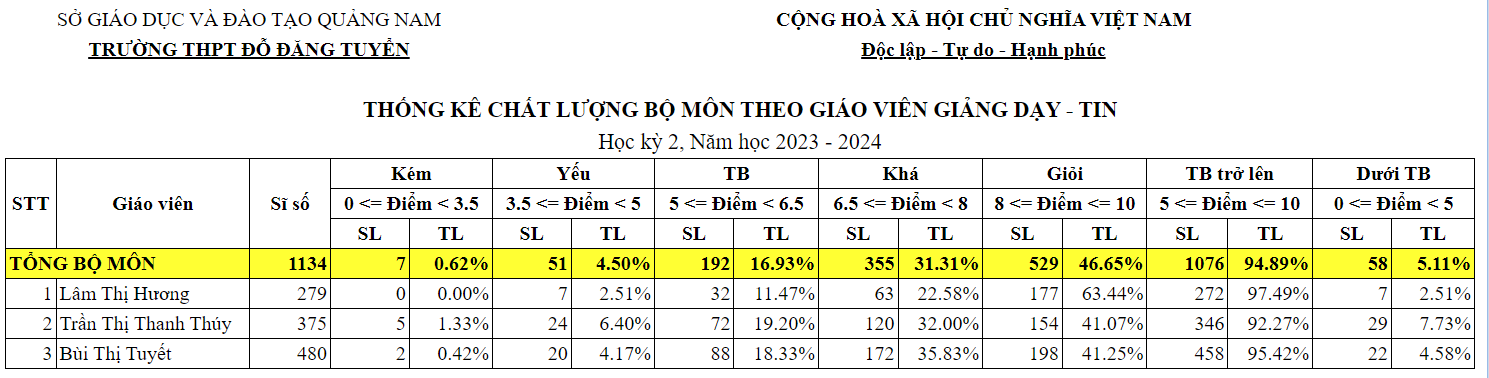 SỞ GIÁO DỤC VÀ ĐÀO TẠO QUẢNG NAM CỘNG HOÀ XÃ HỘI CHỦ NGHĨA VIỆT NAM
TRƯỜNG THPT ĐỖ ĐĂNG TUYỂN Độc lập - Tự do - Hạnh phúc
THỐNG KÊ CHẤT LƯỢNG BỘ MÔN THEO GIÁO VIÊN GIẢNG DẠY - TIN
Học kỳ 2, Năm học 2023 - 2024
STT Giáo viên Sĩ số Kém Yếu TB Khá Giỏi TB trở lên Dưới TB
0 <= Điểm < 3.5 3.5 <= Điểm < 5 5 <= Điểm < 6.5 6.5 <= Điểm < 8 8 <= Điểm <= 10 5 <= Điểm <= 10 0 <= Điểm < 5
SL TL SL TL SL TL SL TL SL TL SL TL SL TL
TỔNG BỘ MÔN 1134 7 0.62% 51 4.50% 192 16.93% 355 31.31% 529 46.65% 1076 94.89% 58 5.11%
1 Lâm Thị Hương 279 0 0.00% 7 2.51% 32 11.47% 63 22.58% 177 63.44% 272 97.49% 7 2.51%
2 Trần Thị Thanh Thúy 375 5 1.33% 24 6.40% 72 19.20% 120 32.00% 154 41.07% 346 92.27% 29 7.73%
3 Bùi Thị Tuyết 480 2 0.42% 20 4.17% 88 18.33% 172 35.83% 198 41.25% 458 95.42% 22 4.58%